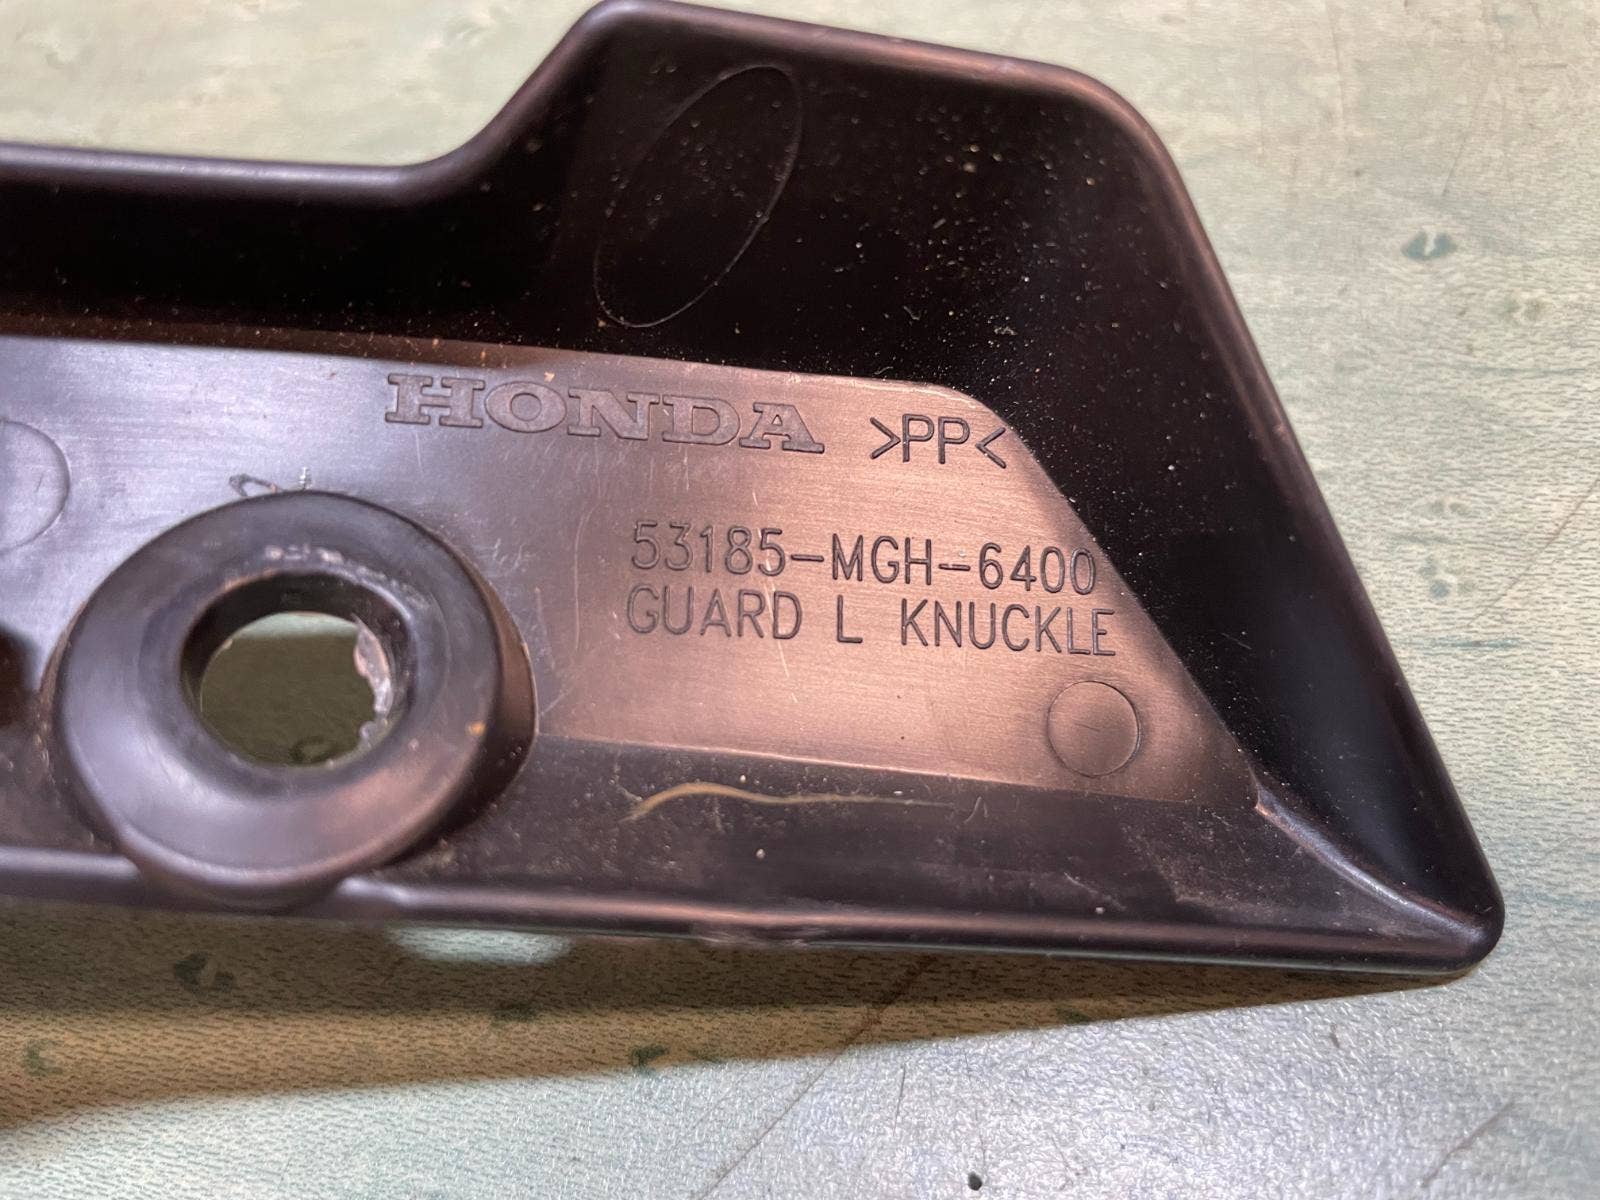 HONDA >PP<
53185-MGH-6400
GUARD L KNUCKLE